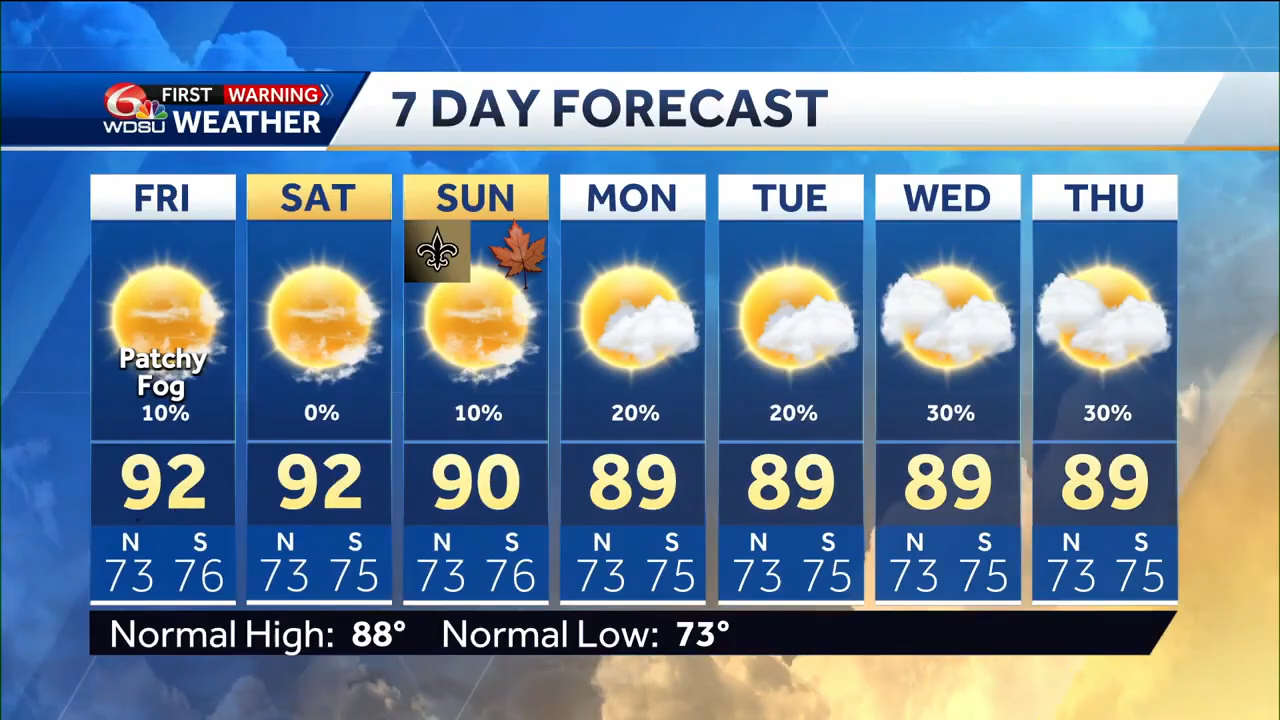 FIRST WARNING
WDSU WEATHER
6
7 DAY FORECAST
FRI SAT SUN MON TUE WED THU
Patchy
Fog
10% 0% 10% 20% 20% 30% 30%
92 92 90 89 89 89 89
N S N S N S N S N S N S N S
73 76 73 75 73 76 73 75 73 75 73 75 73 75
Normal High: 88° Normal Low: 73°